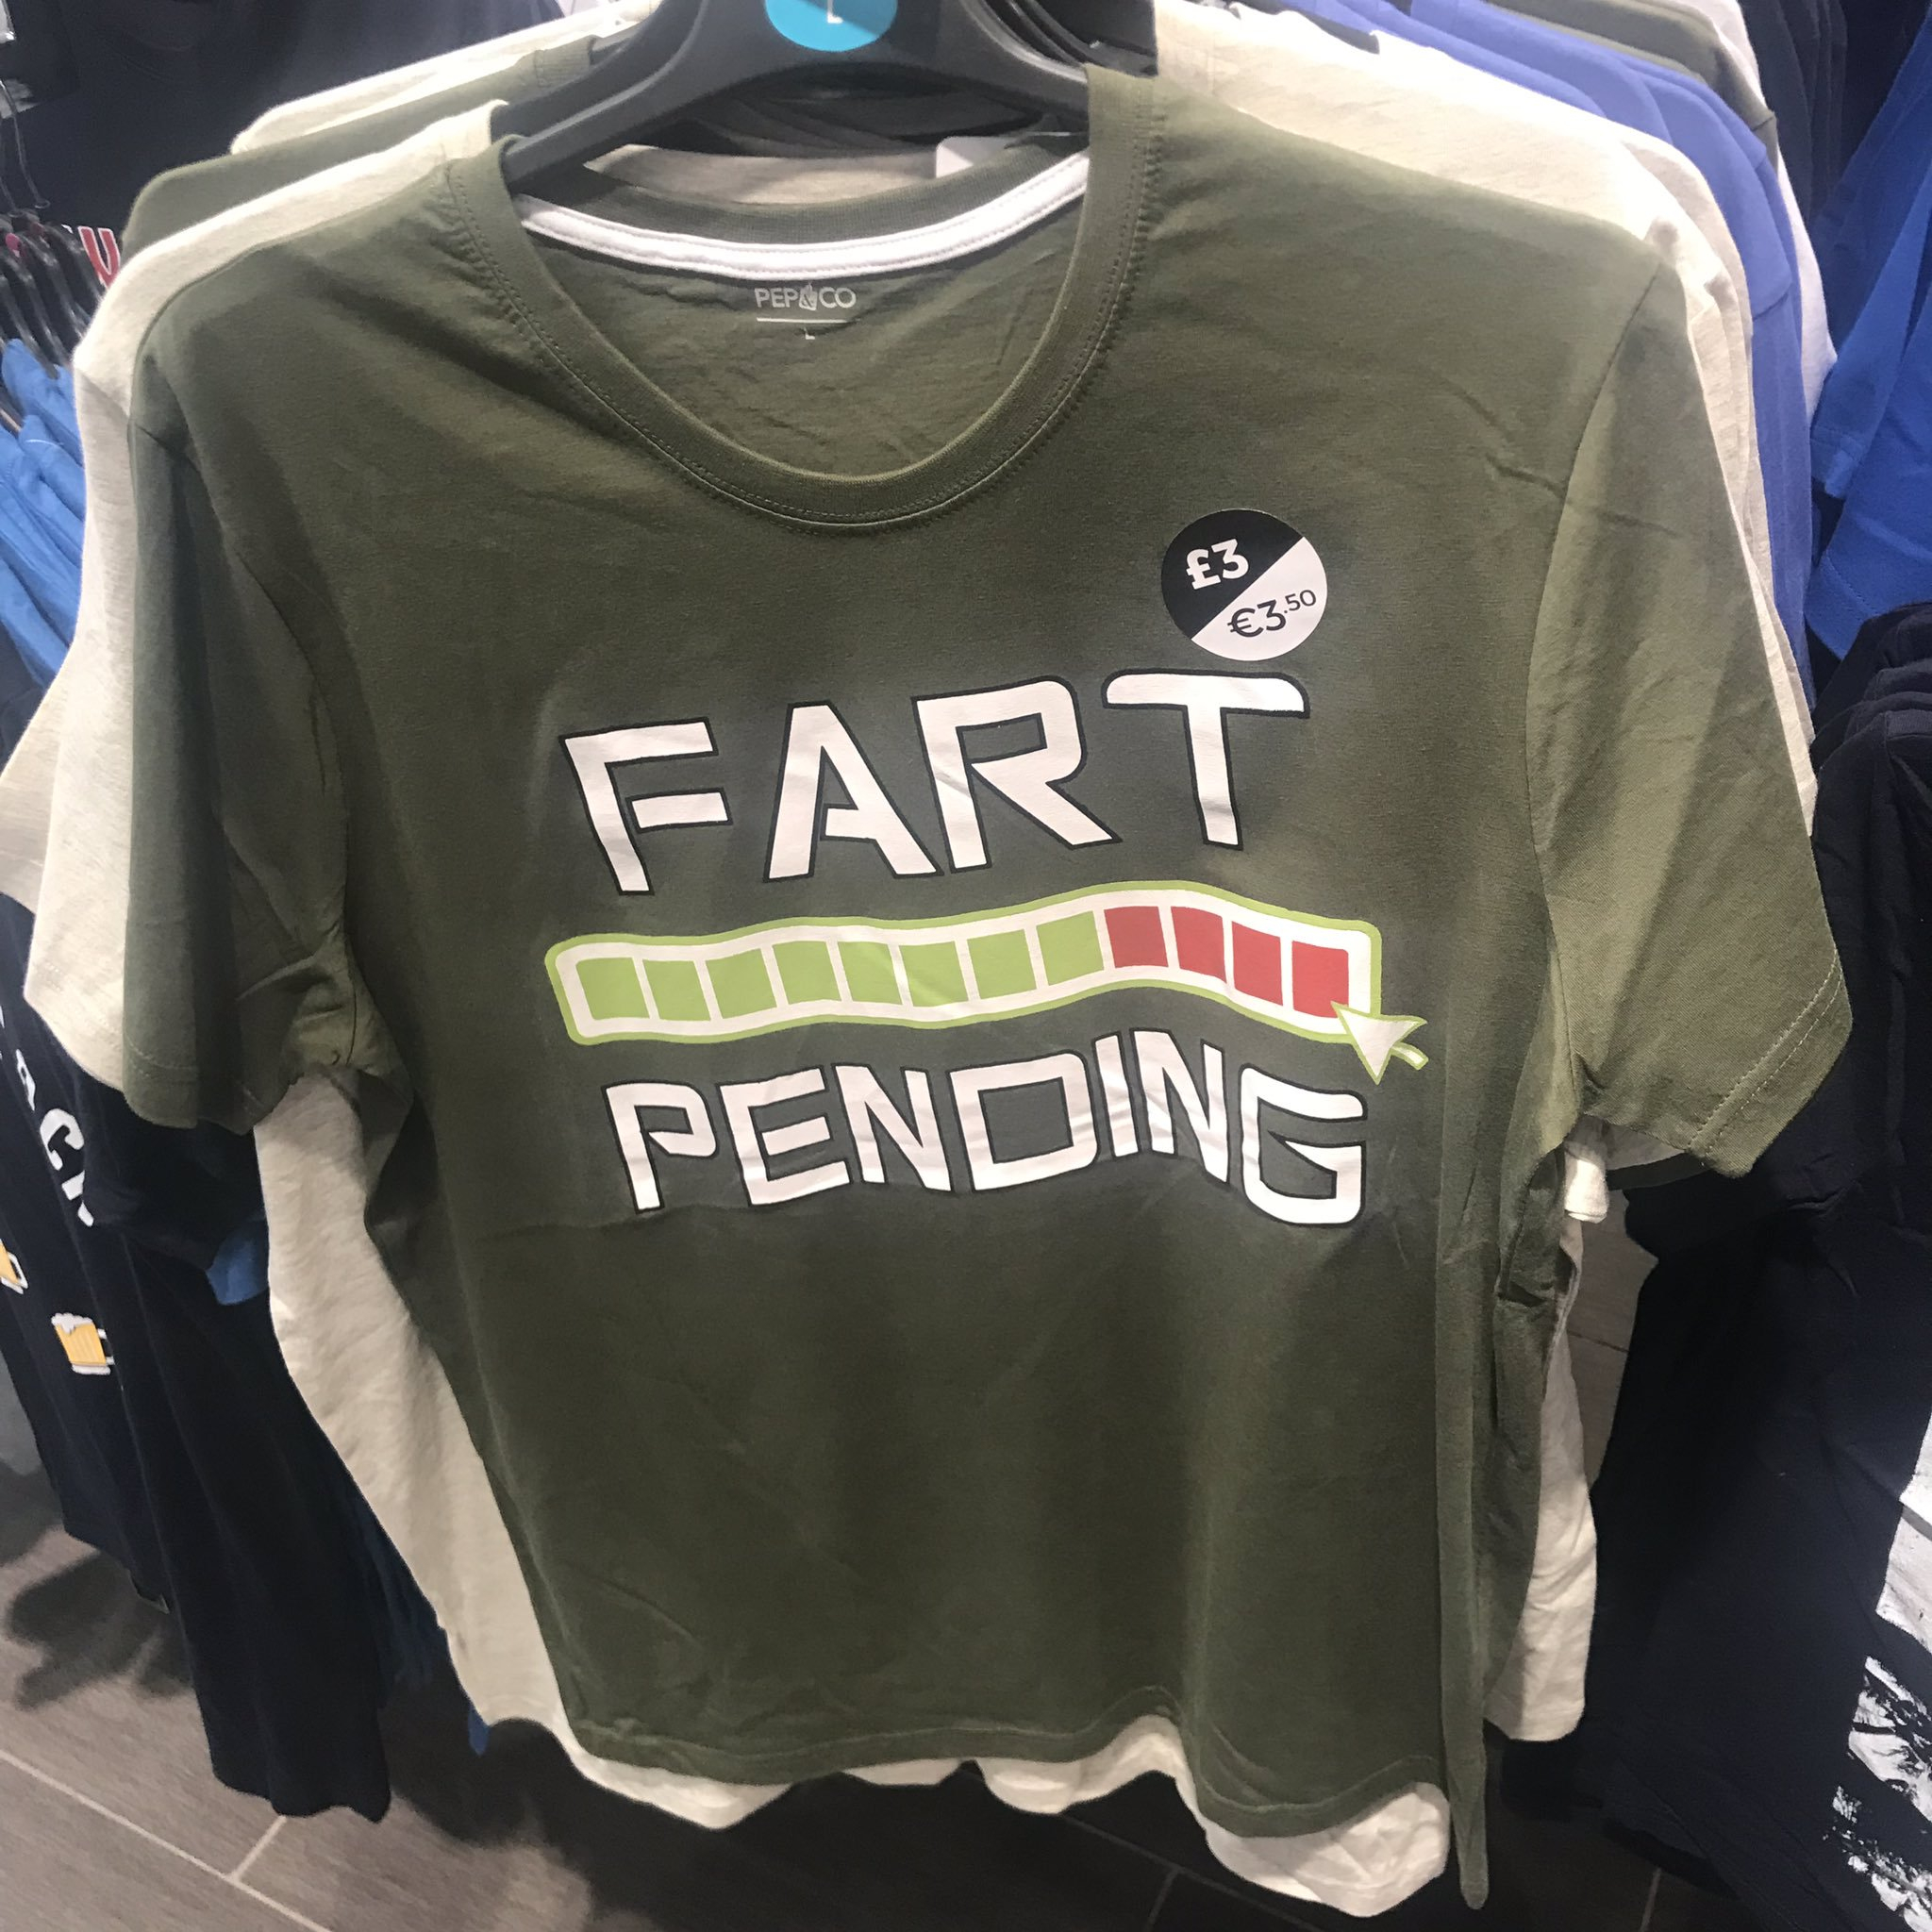 L
PEP&CO
L
£3
€3.50
FART
PENDING